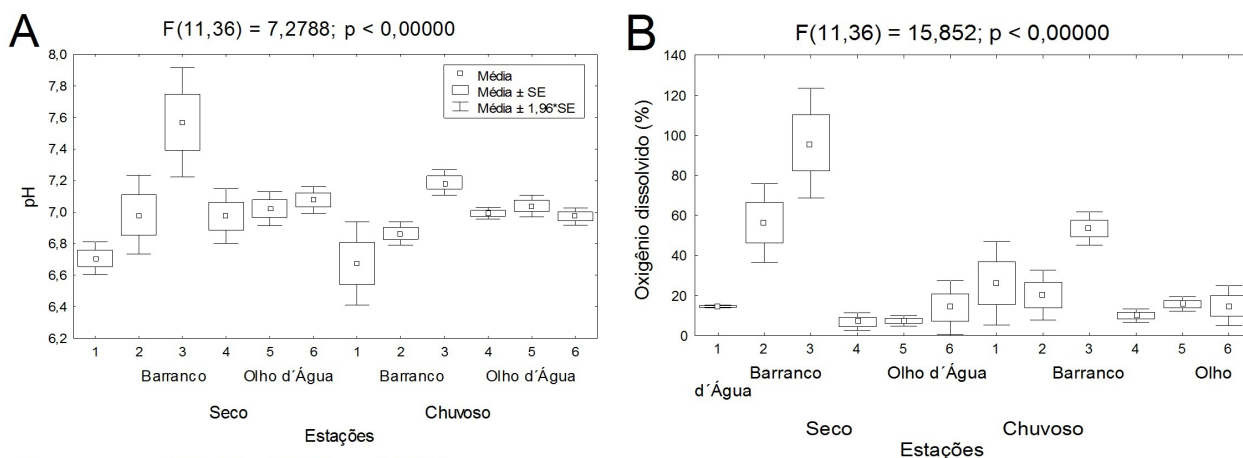 A
F(11,36) = 7,2788; p < 0,00000
8,0
7,8
7,6
7,4
7,2
7,0
6,8
6,6
6,4
6,2
pH
Média
Média ± SE
Média ± 1,96*SE
1 2 3 4 5 6 1 2 3 4 5 6
Barranco Olho d´Água Barranco Olho d´Água
Seco Chuvoso
Estações
B
F(11,36) = 15,852; p < 0,00000
140
120
100
80
60
40
20
0
Oxigênio dissolvido (%)
1 2 3 4 5 6 1 2 3 4 5 6
Barranco Olho d´Água Barranco Olho
d´Água
Seco Chuvoso
Estações